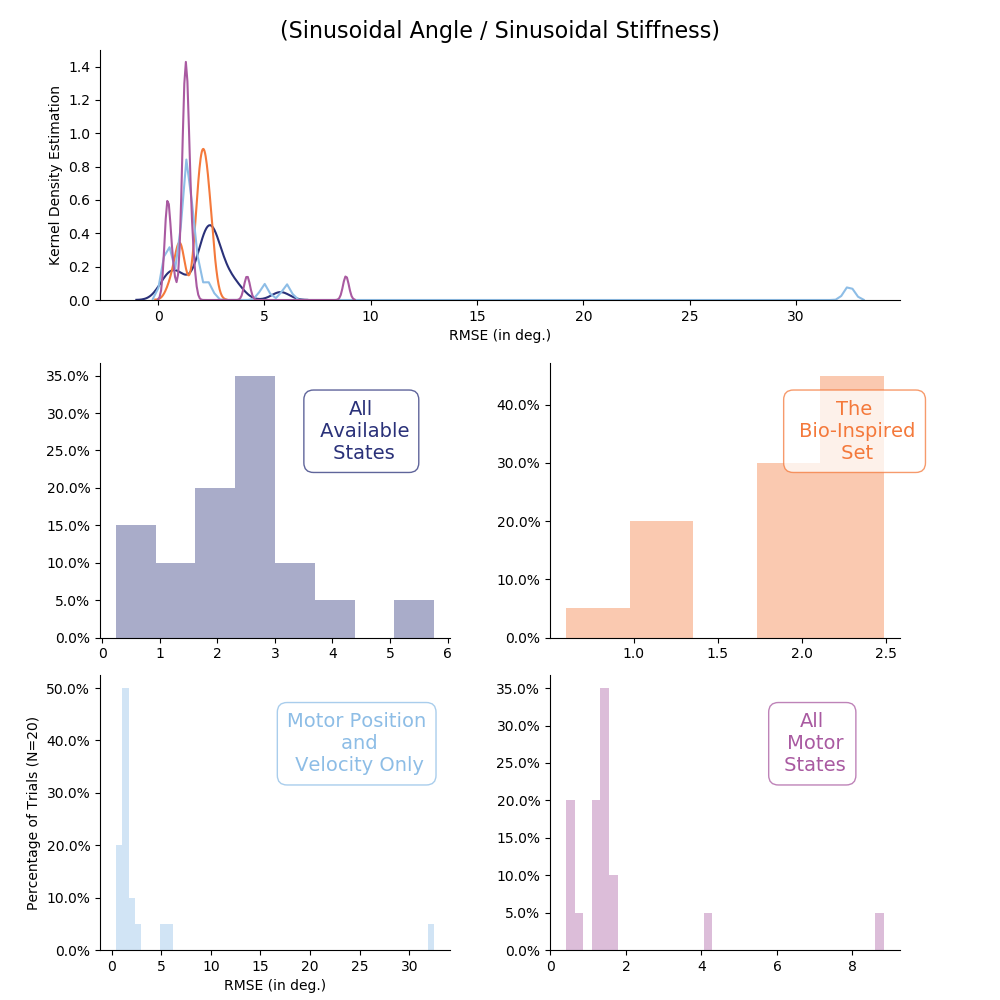 (Sinusoidal Angle / Sinusoidal Stiffness)
Kernel Density Estimation
1.4
1.2
1.0
0.8
0.6
0.4
0.2
0.0
0 5 10 15 20 25 30
RMSE (in deg.)
35.0%
30.0%
25.0%
20.0%
15.0%
10.0%
5.0%
0.0%
0 1 2 3 4 5 6
All
Available
States
40.0%
30.0%
20.0%
10.0%
0.0%
1.0 1.5 2.0 2.5
The
Bio-Inspired
Set
Percentage of Trials (N=20)
50.0%
40.0%
30.0%
20.0%
10.0%
0.0%
0 5 10 15 20 25 30
RMSE (in deg.)
Motor Position
and
Velocity Only
35.0%
30.0%
25.0%
20.0%
15.0%
10.0%
5.0%
0.0%
0 2 4 6 8
All
Motor
States